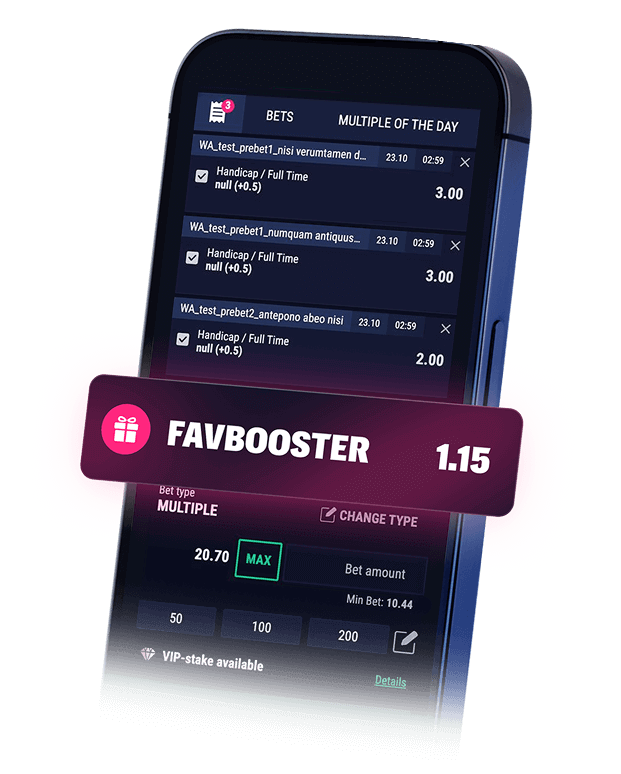 3
BETS
MULTIPLE OF THE DAY
WA_test_prebet1_nisi verumtamen d... 23.10 02:59
Handicap / Full Time
null (+0.5)
3.00
WA_test_prebet1_numquam antiquus... 23.10 02:59
Handicap / Full Time
null (+0.5)
3.00
WA_test_prebet2_antepono abeo nisi 23.10 02:59
Handicap / Full Time
null (+0.5)
2.00
FAVBOOSTER 1.15
Bet type
MULTIPLE
CHANGE TYPE
20.70 MAX Bet amount
Min Bet: 10.44
50 100 200
VIP-stake available
Details